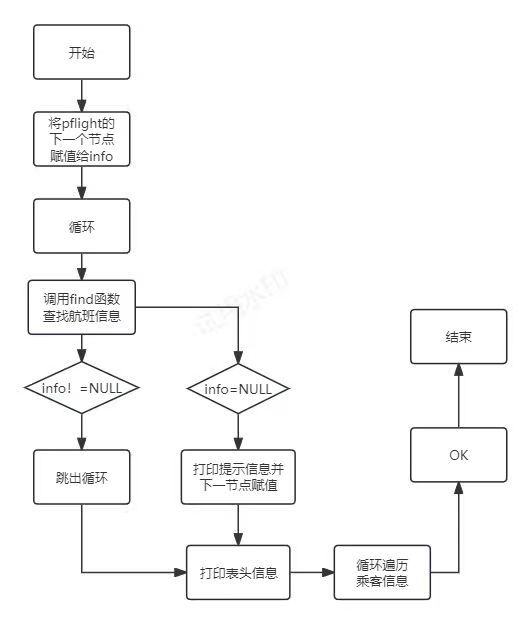 开始
将pflight的
下一个节点
赋值给info
循环
调用find函数
查找航班信息
info！=NULL
info=NULL
跳出循环
打印提示信息并
下一节点赋值
打印表头信息
循环遍历
乘客信息
OK
结束